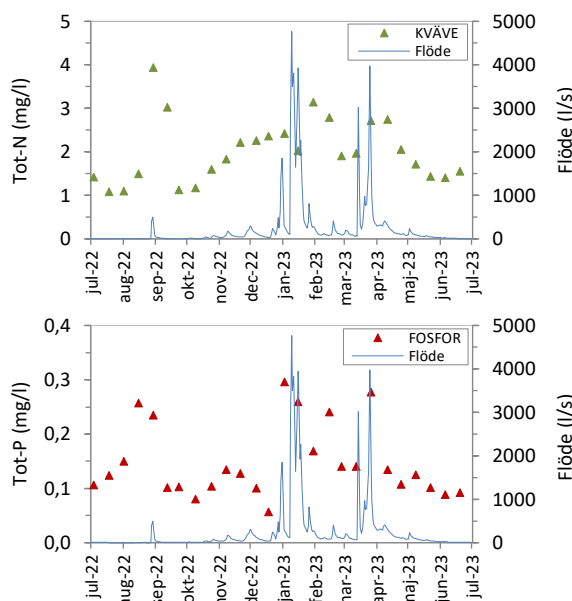 5 5000
KVÄVE
Flöde
4 4000
3 3000
2 2000
1 1000
0 0
Tot-N (mg/l)
Flöde (l/s)
jul-22 aug-22 sep-22 okt-22 nov-22 dec-22 jan-23 feb-23 mar-23 apr-23 maj-23 jun-23 jul-23
0,4 5000
FOSFOR
Flöde
4000
0,3
3000
0,2
2000
0,1
1000
0,0 0
Tot-P (mg/l)
Flöde (l/s)
jul-22 aug-22 sep-22 okt-22 nov-22 dec-22 jan-23 feb-23 mar-23 apr-23 maj-23 jun-23 jul-23